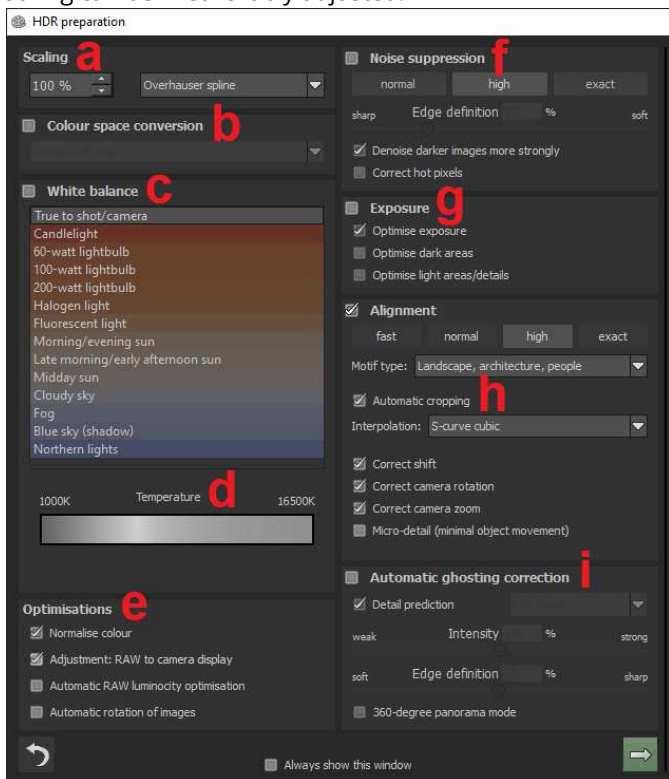 HDR preparation
Scaling a
100 %
Overhauser spline
Colour space conversion b
White balance c
True to shot/camera
Candlelight
60-watt lightbulb
100-watt lightbulb
200-watt lightbulb
Halogen light
Fluorescent light
Morning/evening sun
Late morning/early afternoon sun
Midday sun
Cloudy sky
Fog
Blue sky (shadow)
Northern lights
d
1000K Temperature 16500K
Optimisations e
Normalise colour
Adjustment: RAW to camera display
Automatic RAW luminocity optimisation
Automatic rotation of images
Noise suppression f
normal high exact
sharp Edge definition % soft
Denoise darker images more strongly
Correct hot pixels
g
Exposure
Optimise exposure
Optimise dark areas
Optimise light areas/details
Alignment
fast normal high exact
Motif type: Landscape, architecture, people
Automatic cropping h
Interpolation: S-curve cubic
Correct shift
Correct camera rotation
Correct camera zoom
Micro-detail (minimal object movement)
Automatic ghosting correction i
Detail prediction
weak Intensity % strong
soft Edge definition % sharp
360-degree panorama mode
Always show this window